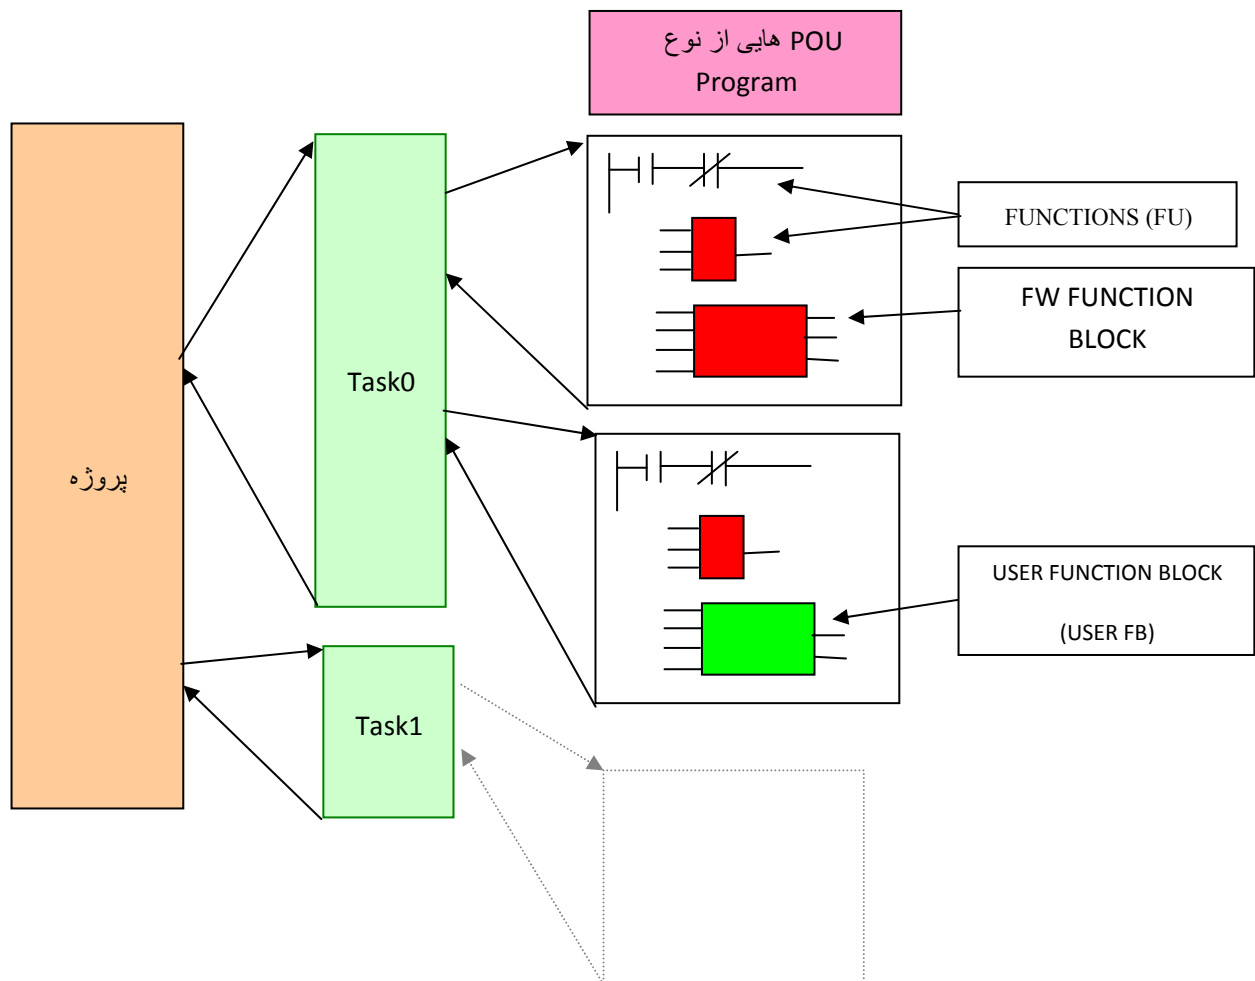 POU هایی از نوع
Program
FUNCTIONS (FU)
FW FUNCTION
BLOCK
Task0
پروژه
USER FUNCTION BLOCK
(USER FB)
Task1